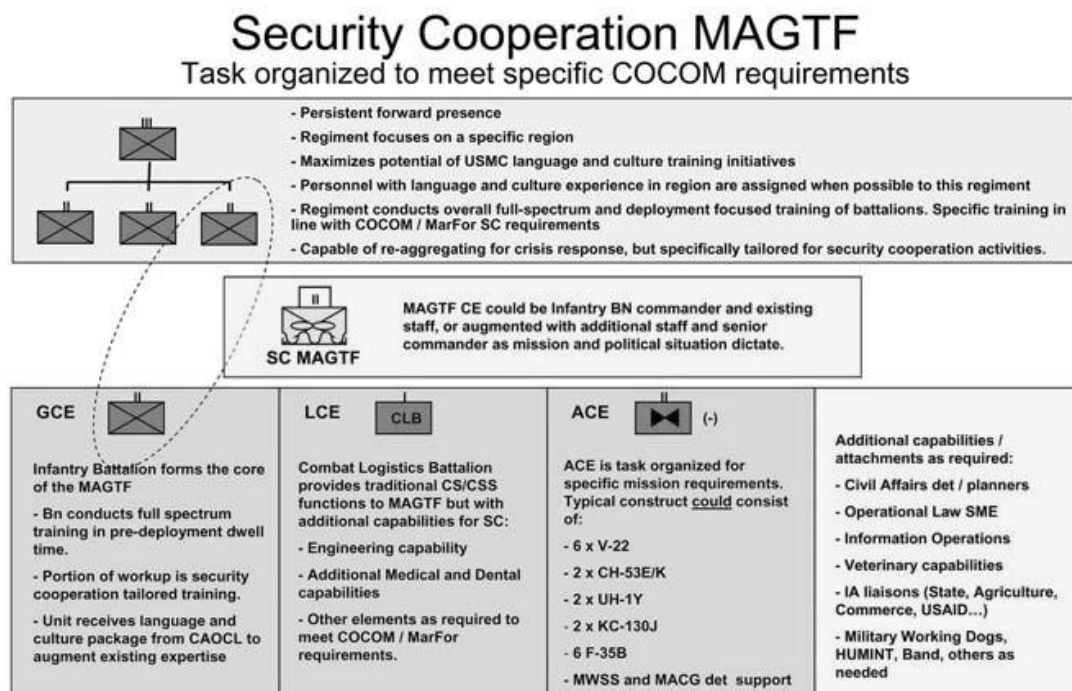 Security Cooperation MAGTF
Task organized to meet specific COCOM requirements
- Persistent forward presence
- Regiment focuses on a specific region
- Maximizes potential of USMC language and culture training initiatives
- Personnel with language and culture experience in region are assigned when possible to this regiment
- Regiment conducts overall full-spectrum and deployment focused training of battalions. Specific training in
line with COCOM / MarFor SC requirements
- Capable of re-aggregating for crisis response, but specifically tailored for security cooperation activities.
III
II
II
II
II
SC MAGTF
MAGTF CE could be Infantry BN commander and existing
staff, or augmented with additional staff and senior
commander as mission and political situation dictate.
GCE
II
Infantry Battalion forms the core
of the MAGTF
- Bn conducts full spectrum
training in pre-deployment dwell
time.
- Portion of workup is security
cooperation tailored training.
- Unit receives language and
culture package from CAOCL to
augment existing expertise
LCE
I
CLB
Combat Logistics Battalion
provides traditional CS/CSS
functions to MAGTF but with
additional capabilities for SC:
- Engineering capability
- Additional Medical and Dental
capabilities
- Other elements as required to
meet COCOM / MarFor
requirements.
ACE
II
(-)
ACE is task organized for
specific mission requirements.
Typical construct could consist
of:
- 6 x V-22
- 2 x CH-53E/K
- 2 x UH-1Y
- 2 x KC-130J
- 6 F-35B
- MWSS and MACG det support
Additional capabilities /
attachments as required:
- Civil Affairs det / planners
- Operational Law SME
- Information Operations
- Veterinary capabilities
- IA liaisons (State, Agriculture,
Commerce, USAID...)
- Military Working Dogs,
HUMINT, Band, others as
needed